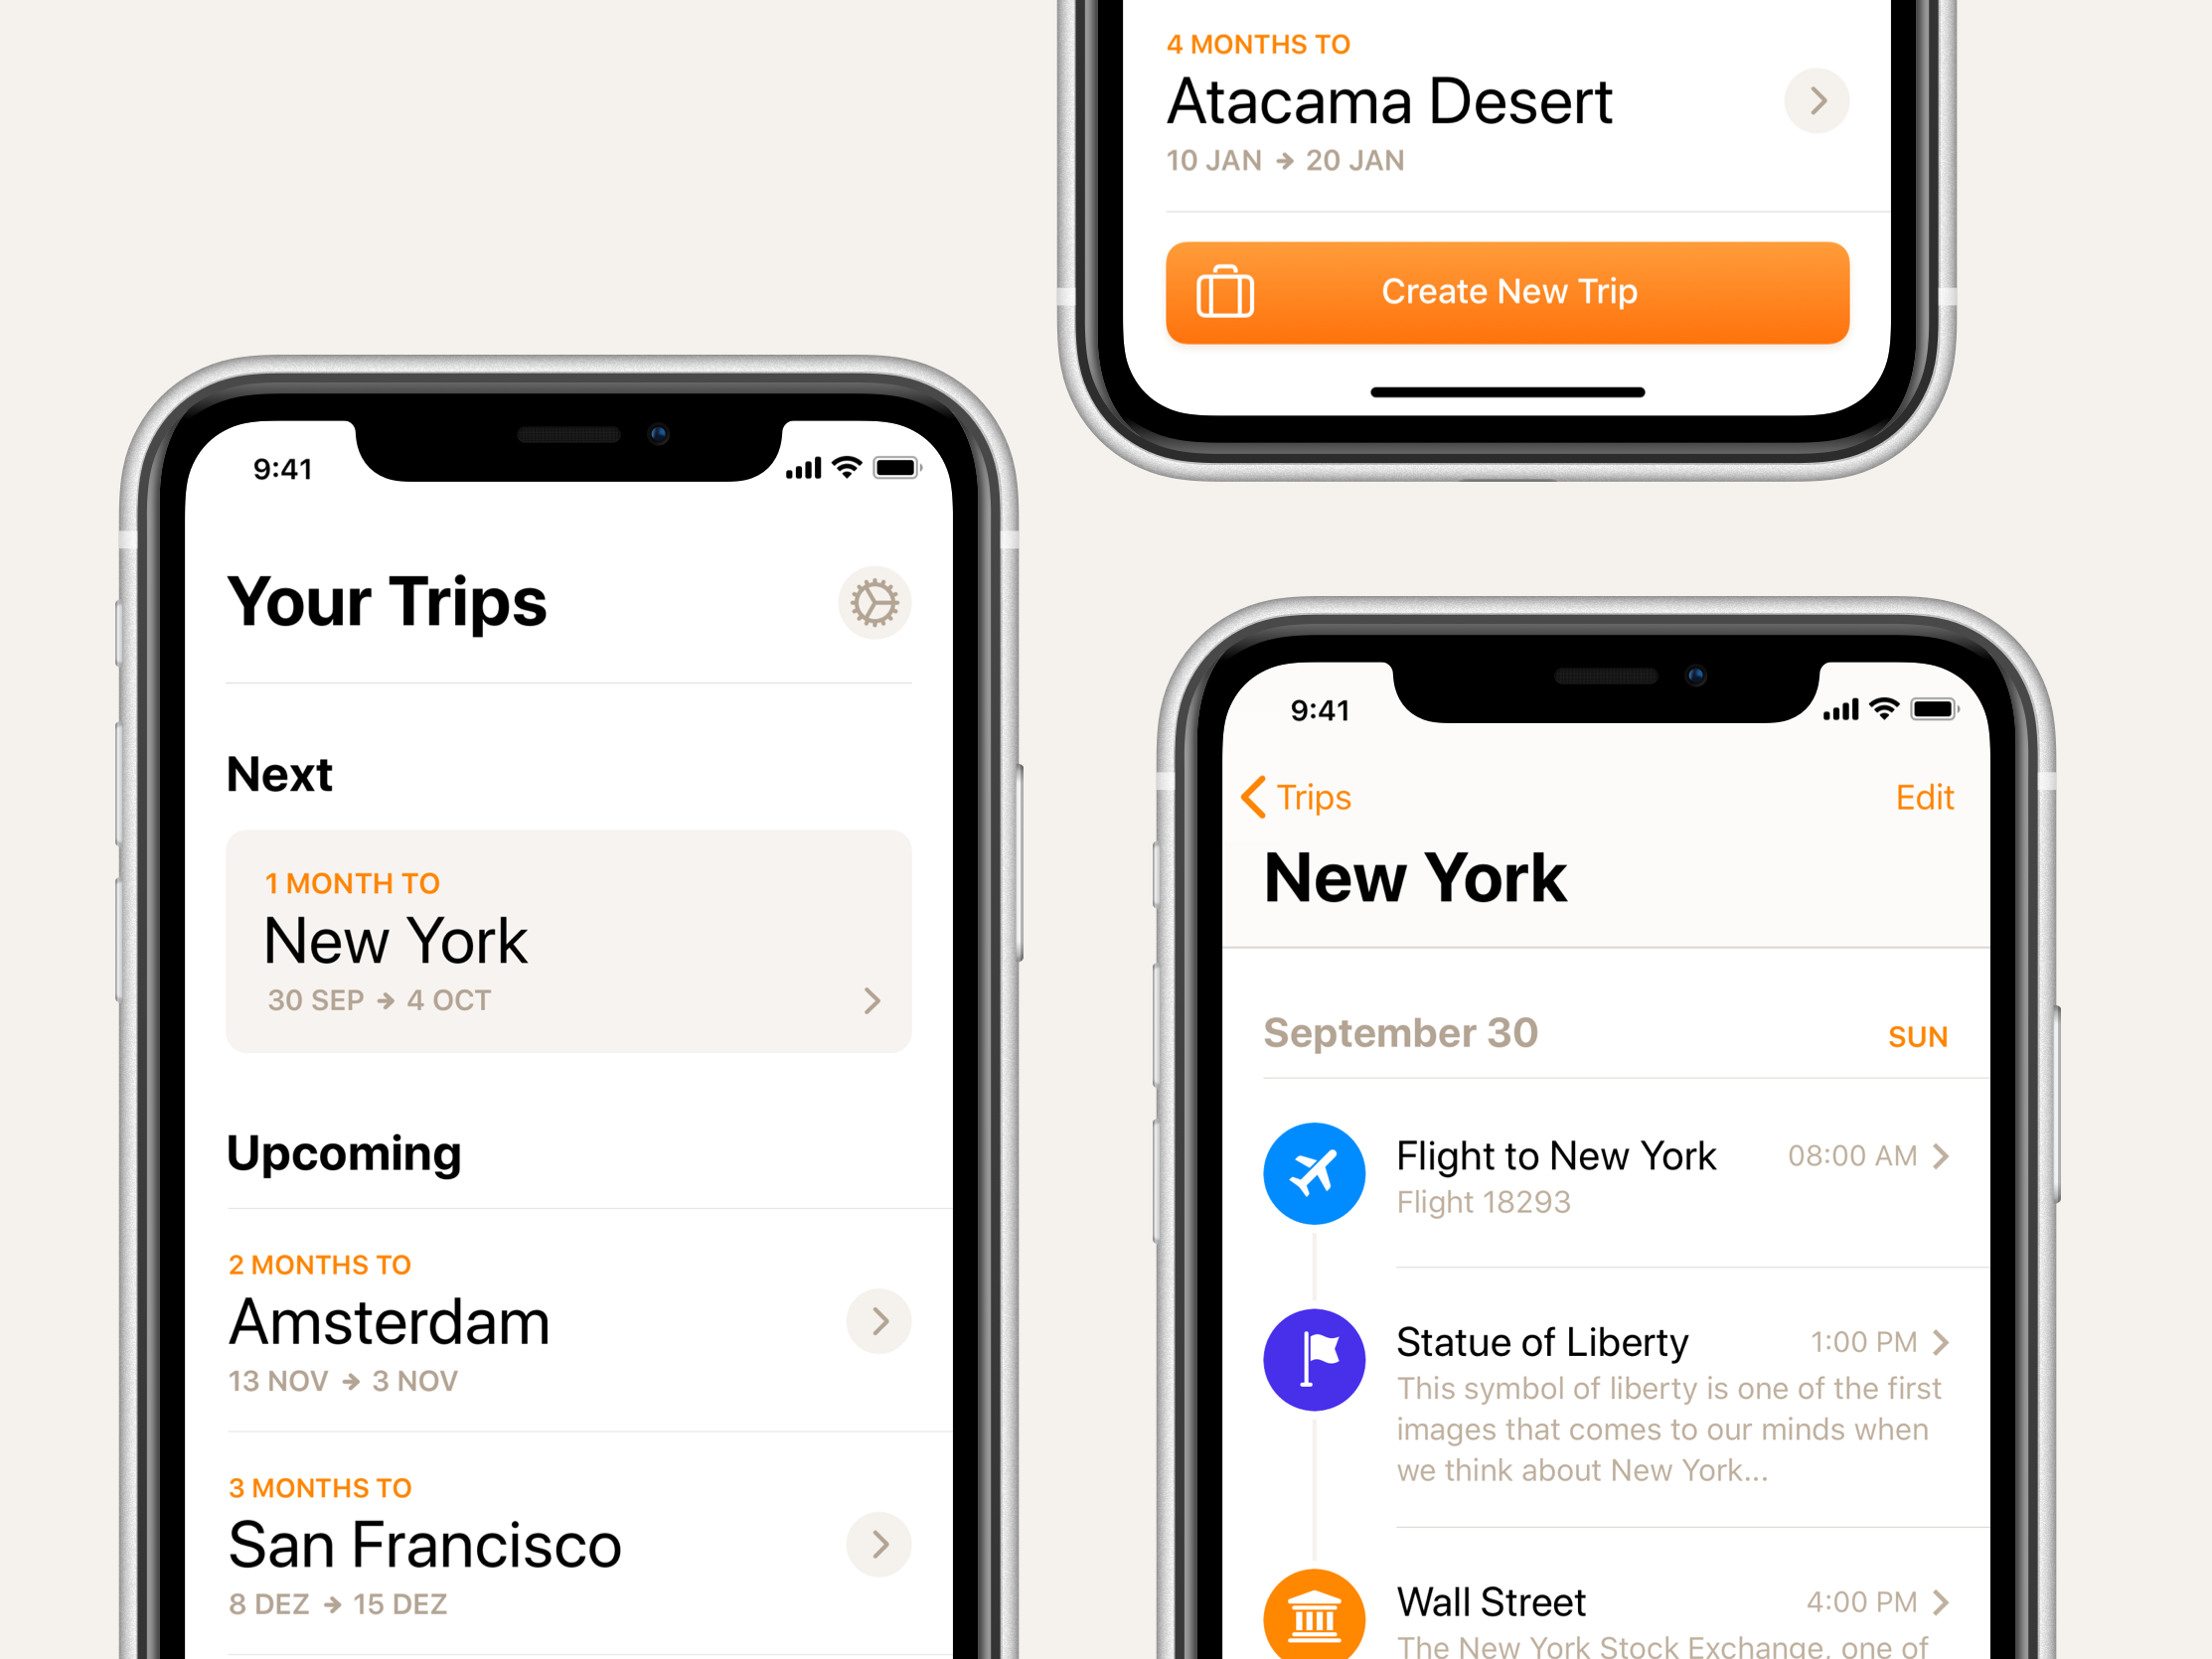 4 MONTHS TO
Atacama Desert
10 JAN → 20 JAN
Create New Trip
9:41
Your Trips
Next
1 MONTH TO
New York
30 SEP → 4 OCT
Upcoming
2 MONTHS TO
Amsterdam
13 NOV → 3 NOV
3 MONTHS TO
San Francisco
8 DEZ → 15 DEZ
9:41
Trips
Edit
New York
September 30
SUN
Flight to New York
08:00 AM
Flight 18293
Statue of Liberty
1:00 PM
This symbol of liberty is one of the first
images that comes to our minds when
we think about New York...
Wall Street
4:00 PM
The New York Stock Exchange, one of